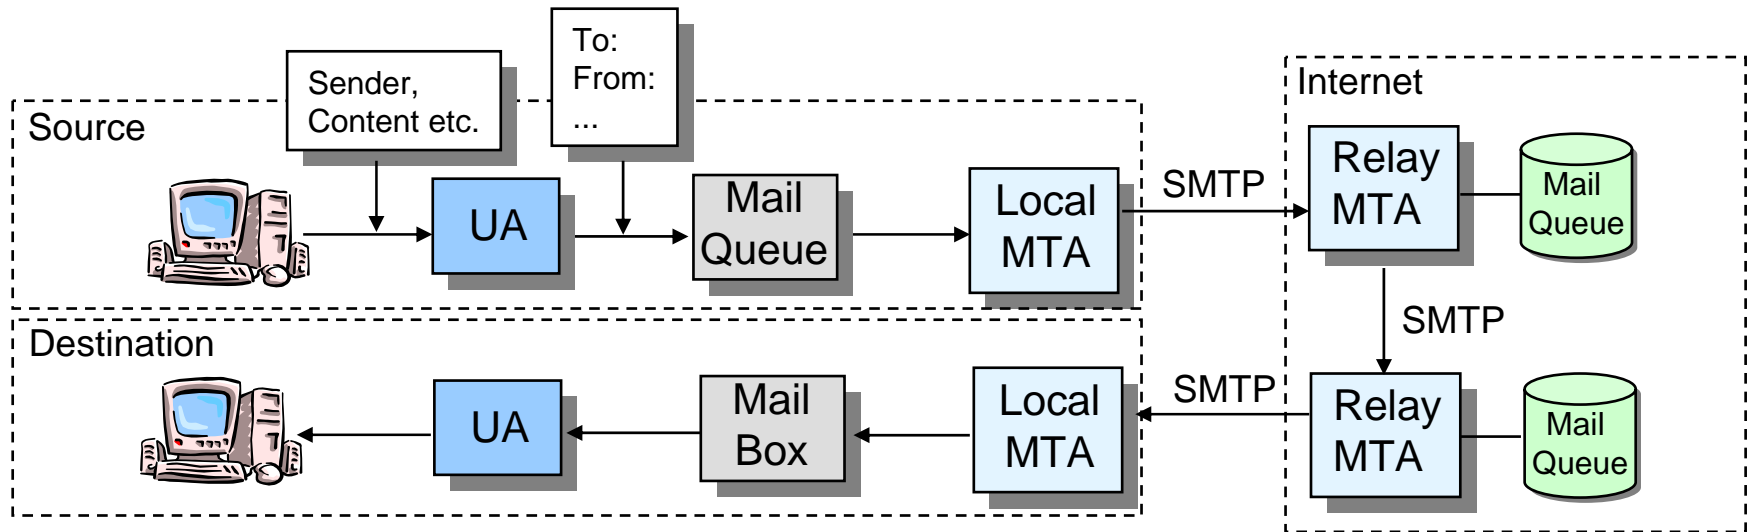 To:
From:
...
Sender,
Content etc.
Source
UA
Mail
Queue
Local
MTA
SMTP
Internet
Relay
MTA
Mail
Queue
SMTP
Destination
UA
Mail
Box
Local
MTA
SMTP
Relay
MTA
Mail
Queue